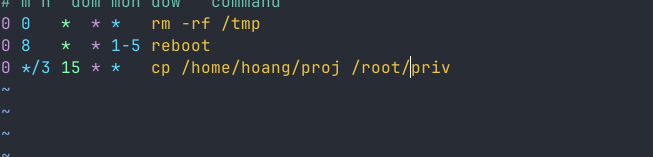 # m h  dom mon dow   command
0 0   *  * *   rm -rf /tmp
0 8   *  * 1-5 reboot
0 */3 15 * *   cp /home/hoang/proj /root/priv
~
~
~
~